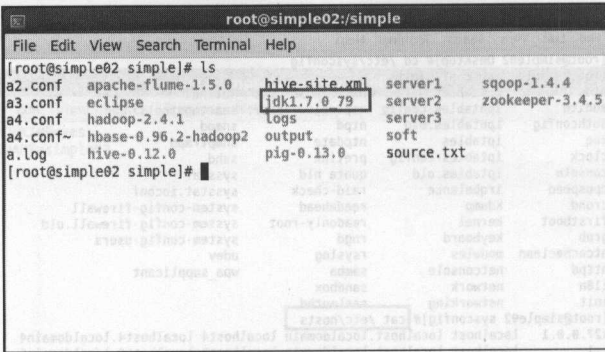 root@simple02:/simple
File Edit View Search Terminal Help
[root@simple02 simple]# ls
a2.conf apache-flume-1.5.0 hive-site.xml server1 sqoop-1.4.4
a3.conf eclipse jdk1.7.0_79 server2 zookeeper-3.4.5
a4.conf hadoop-2.4.1 logs server3
a4.conf~ hbase-0.96.2-hadoop2 output soft
a.log hive-0.12.0 pig-0.13.0 source.txt
[root@simple02 simple]#